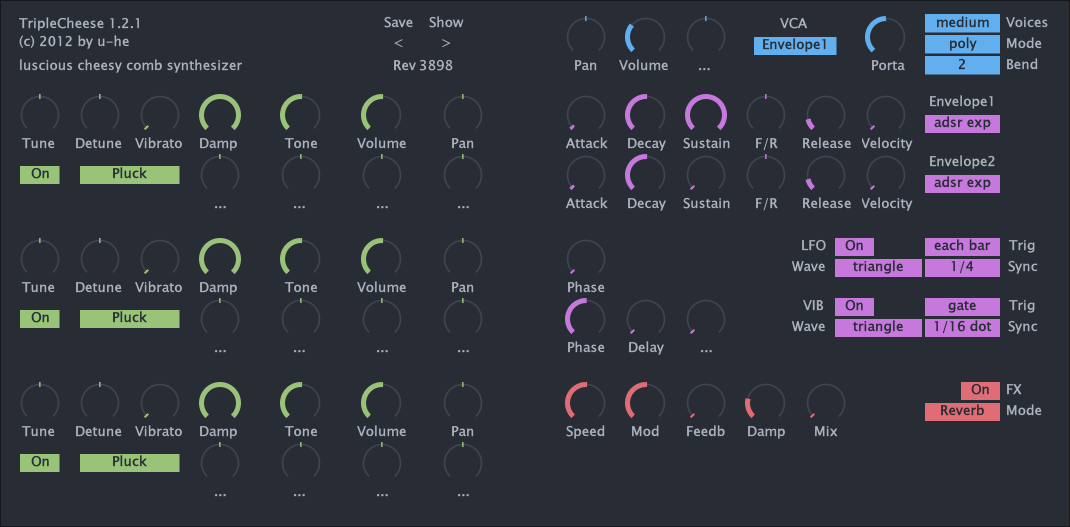 TripleCheese 1.2.1
(c) 2012 by u-he
luscious cheesy comb synthesizer
Save Show
< >
Rev 3898
Pan Volume ...
VCA
Envelope1
Porta
medium Voices
poly Mode
2 Bend
Tune Detune Vibrato Damp Tone Volume Pan
On Pluck
... ... ... ...
Attack Decay Sustain F/R Release Velocity
Envelope1
adsr exp
Attack Decay Sustain F/R Release Velocity
Envelope2
adsr exp
Tune Detune Vibrato Damp Tone Volume Pan
On Pluck
... ... ... ...
Phase
LFO On each bar Trig
Wave triangle 1/4 Sync
Phase Delay ...
VIB On gate Trig
Wave triangle 1/16 dot Sync
Tune Detune Vibrato Damp Tone Volume Pan
On Pluck
... ... ... ...
Speed Mod Feedb Damp Mix
On FX
Reverb Mode